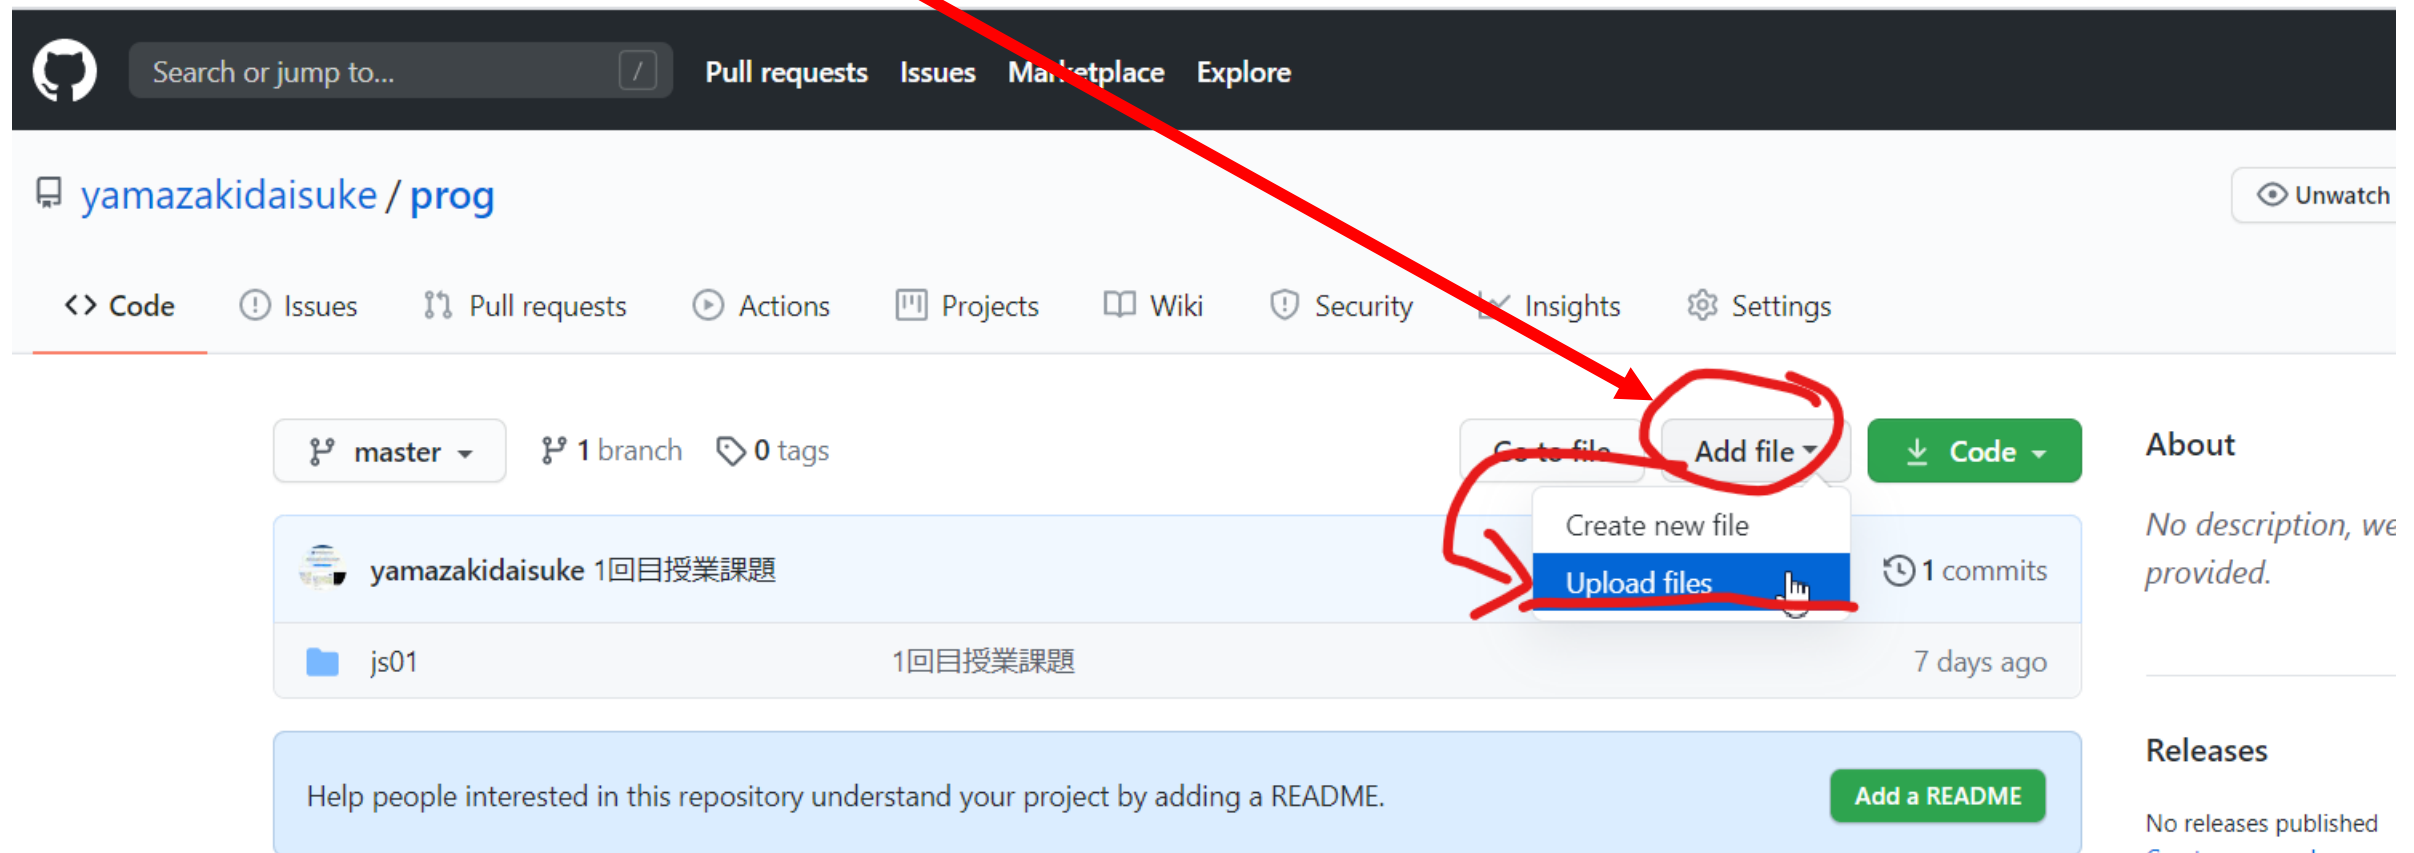 Search or jump to... / Pull requests Issues Marketplace Explore
yamazakidaisuke / prog Unwatch
Code Issues Pull requests Actions Projects Wiki Security Insights Settings
master 1 branch 0 tags Go to file Add file Code About
Create new file
No description, we
yamazakidaisuke 1回目授業課題 1 commits
Upload files
provided.
js01 1回目授業課題 7 days ago
Releases
Help people interested in this repository understand your project by adding a README. Add a README
No releases published